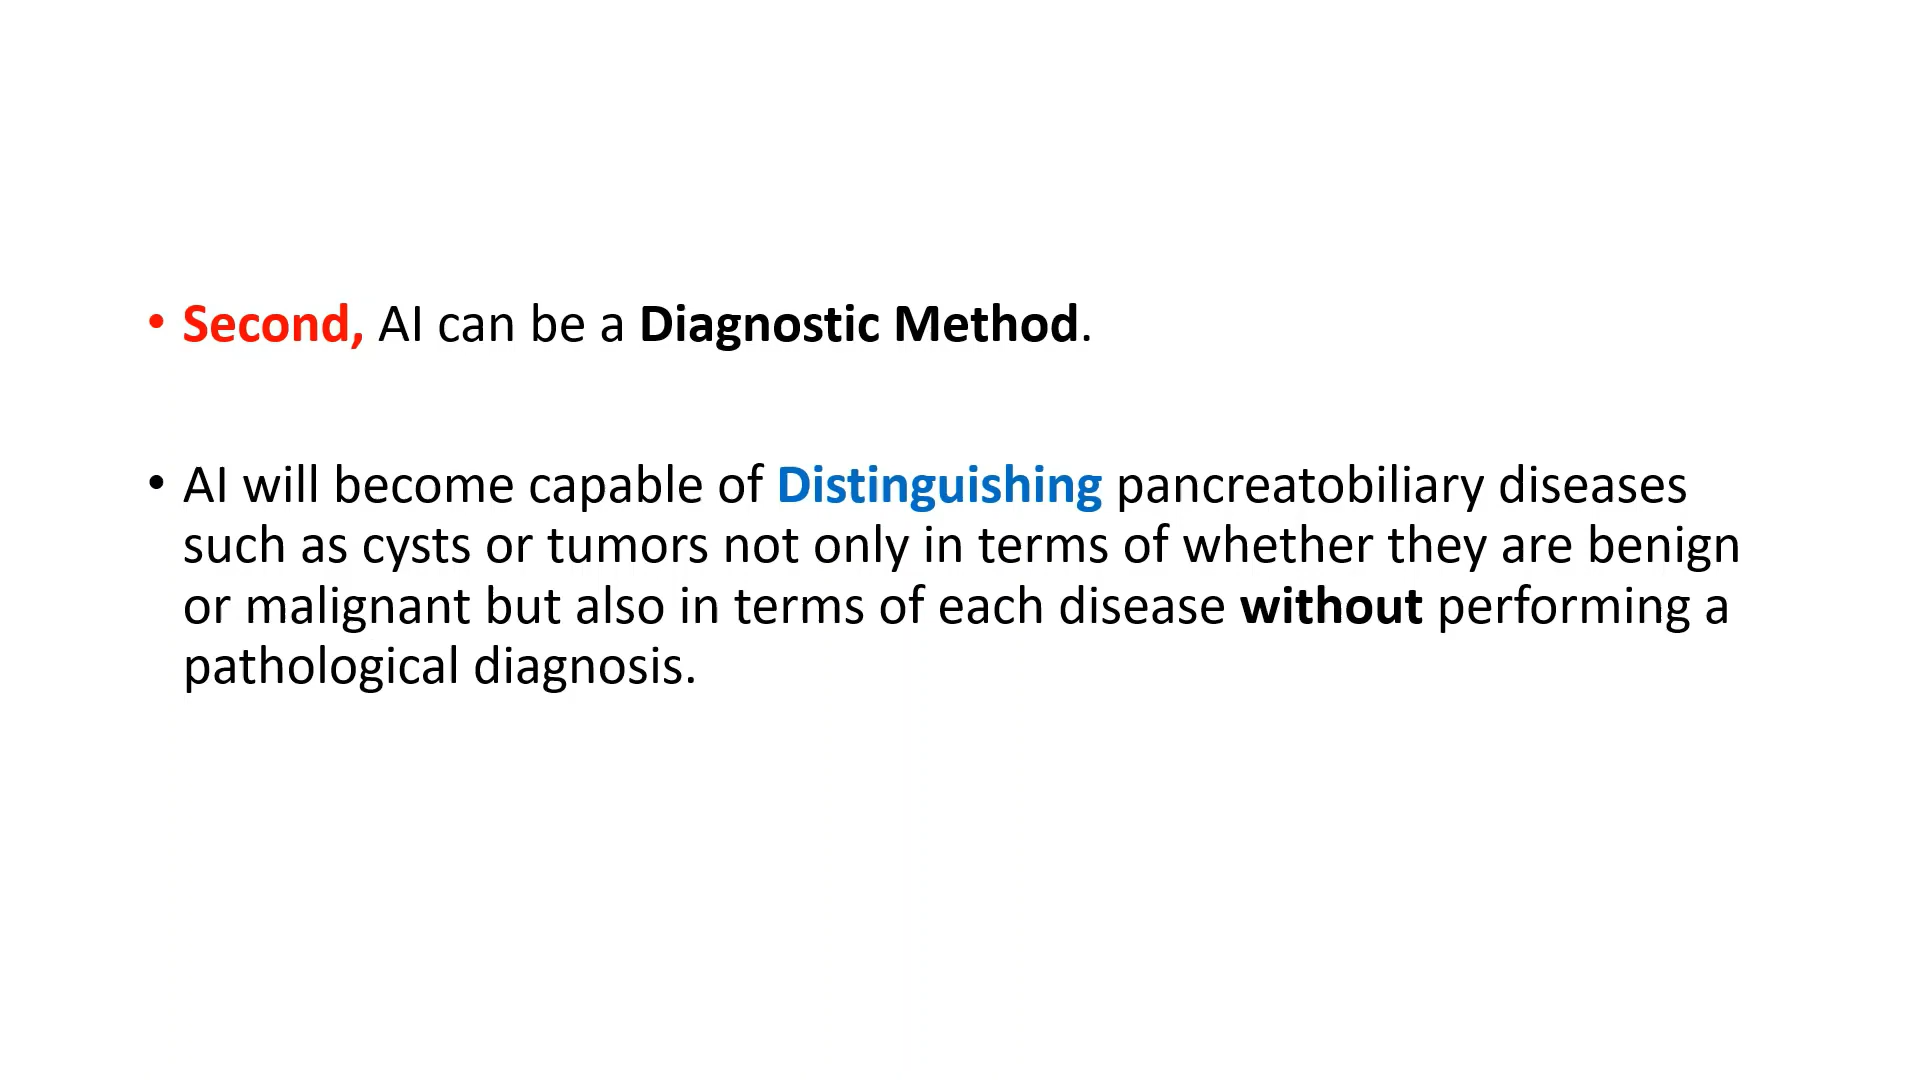 • Second, AI can be a Diagnostic Method.
• AI will become capable of Distinguishing pancreatobiliary diseases
such as cysts or tumors not only in terms of whether they are benign
or malignant but also in terms of each disease without performing a
pathological diagnosis.